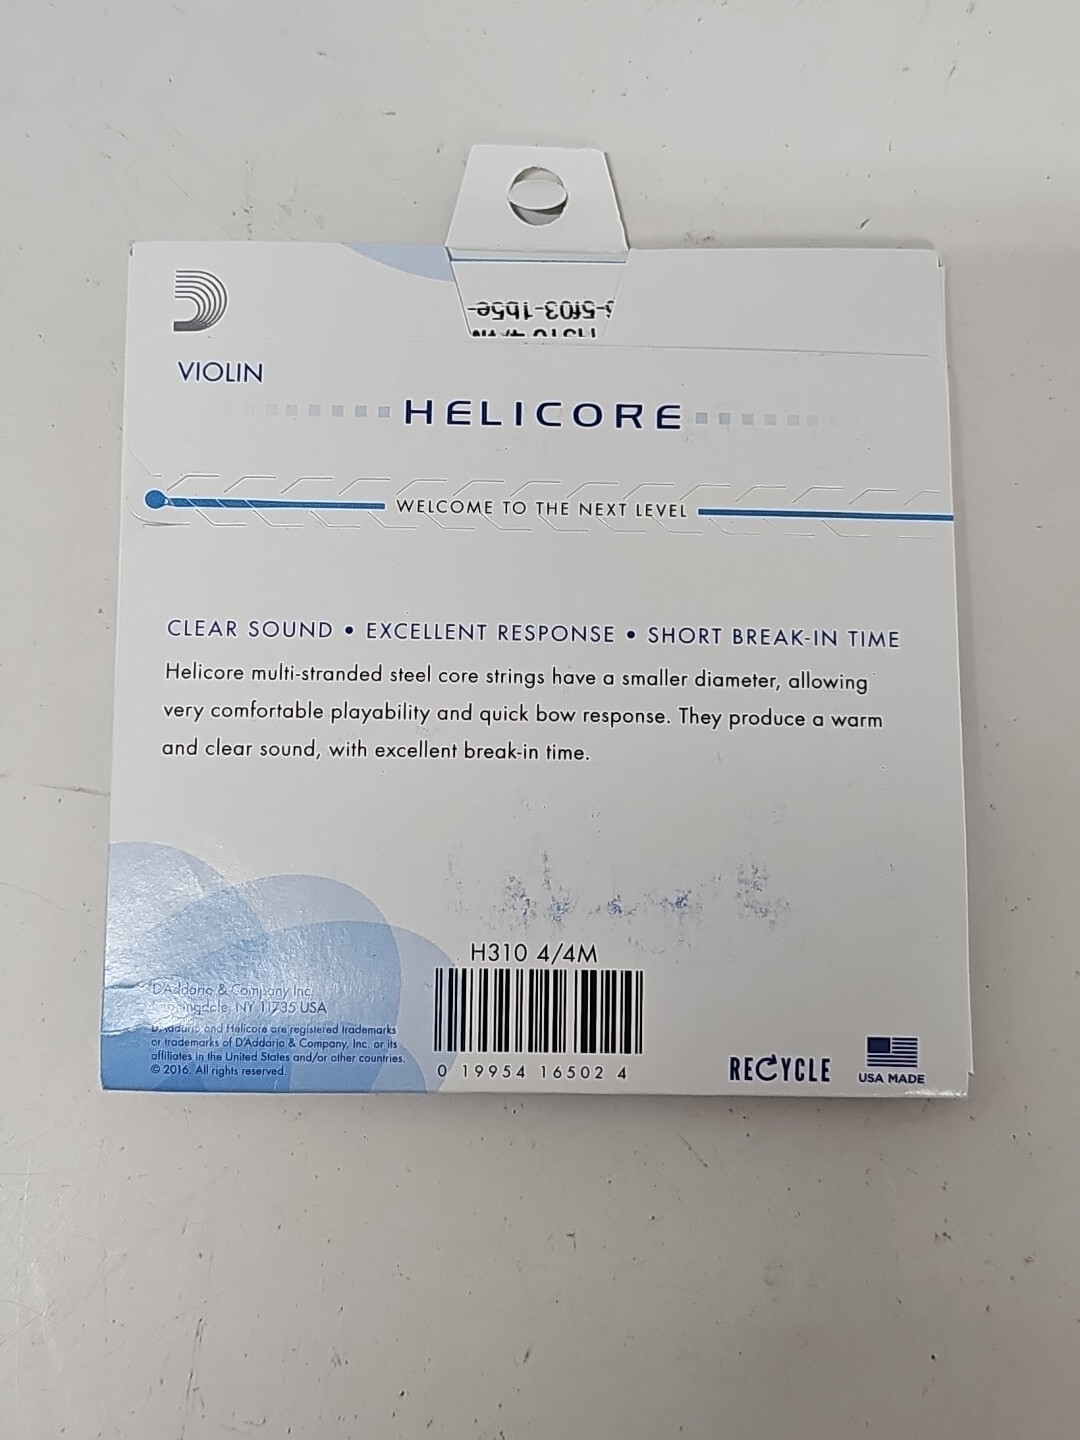 -5f03-1b5e-
VIOLIN
HELICORE
WELCOME TO THE NEXT LEVEL
CLEAR SOUND • EXCELLENT RESPONSE • SHORT BREAK-IN TIME
Helicore multi-stranded steel core strings have a smaller diameter, allowing
very comfortable playability and quick bow response. They produce a warm
and clear sound, with excellent break-in time.
H310 4/4M
D'Addario & Company Inc.
NY 11735 USA
D'Addario and Helicore are registered trademarks
or trademarks of D'Addario & Company, Inc. or its
affiliates in the United States and/or other countries.
© 2016. All rights reserved.
0 19954 16502 4
RECYCLE
USA MADE